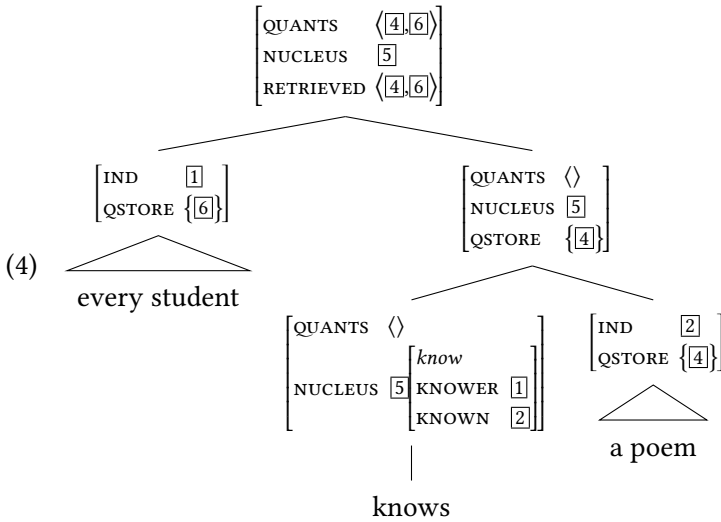 QUANTS ⟨4,6⟩
NUCLEUS 5
RETRIEVED ⟨4,6⟩
IND 1
QSTORE {6}
QUANTS ⟨⟩
NUCLEUS 5
QSTORE {4}
(4)
every student
QUANTS ⟨⟩
know
NUCLEUS 5 KNOWER 1
KNOWN 2
IND 2
QSTORE {4}
a poem
knows